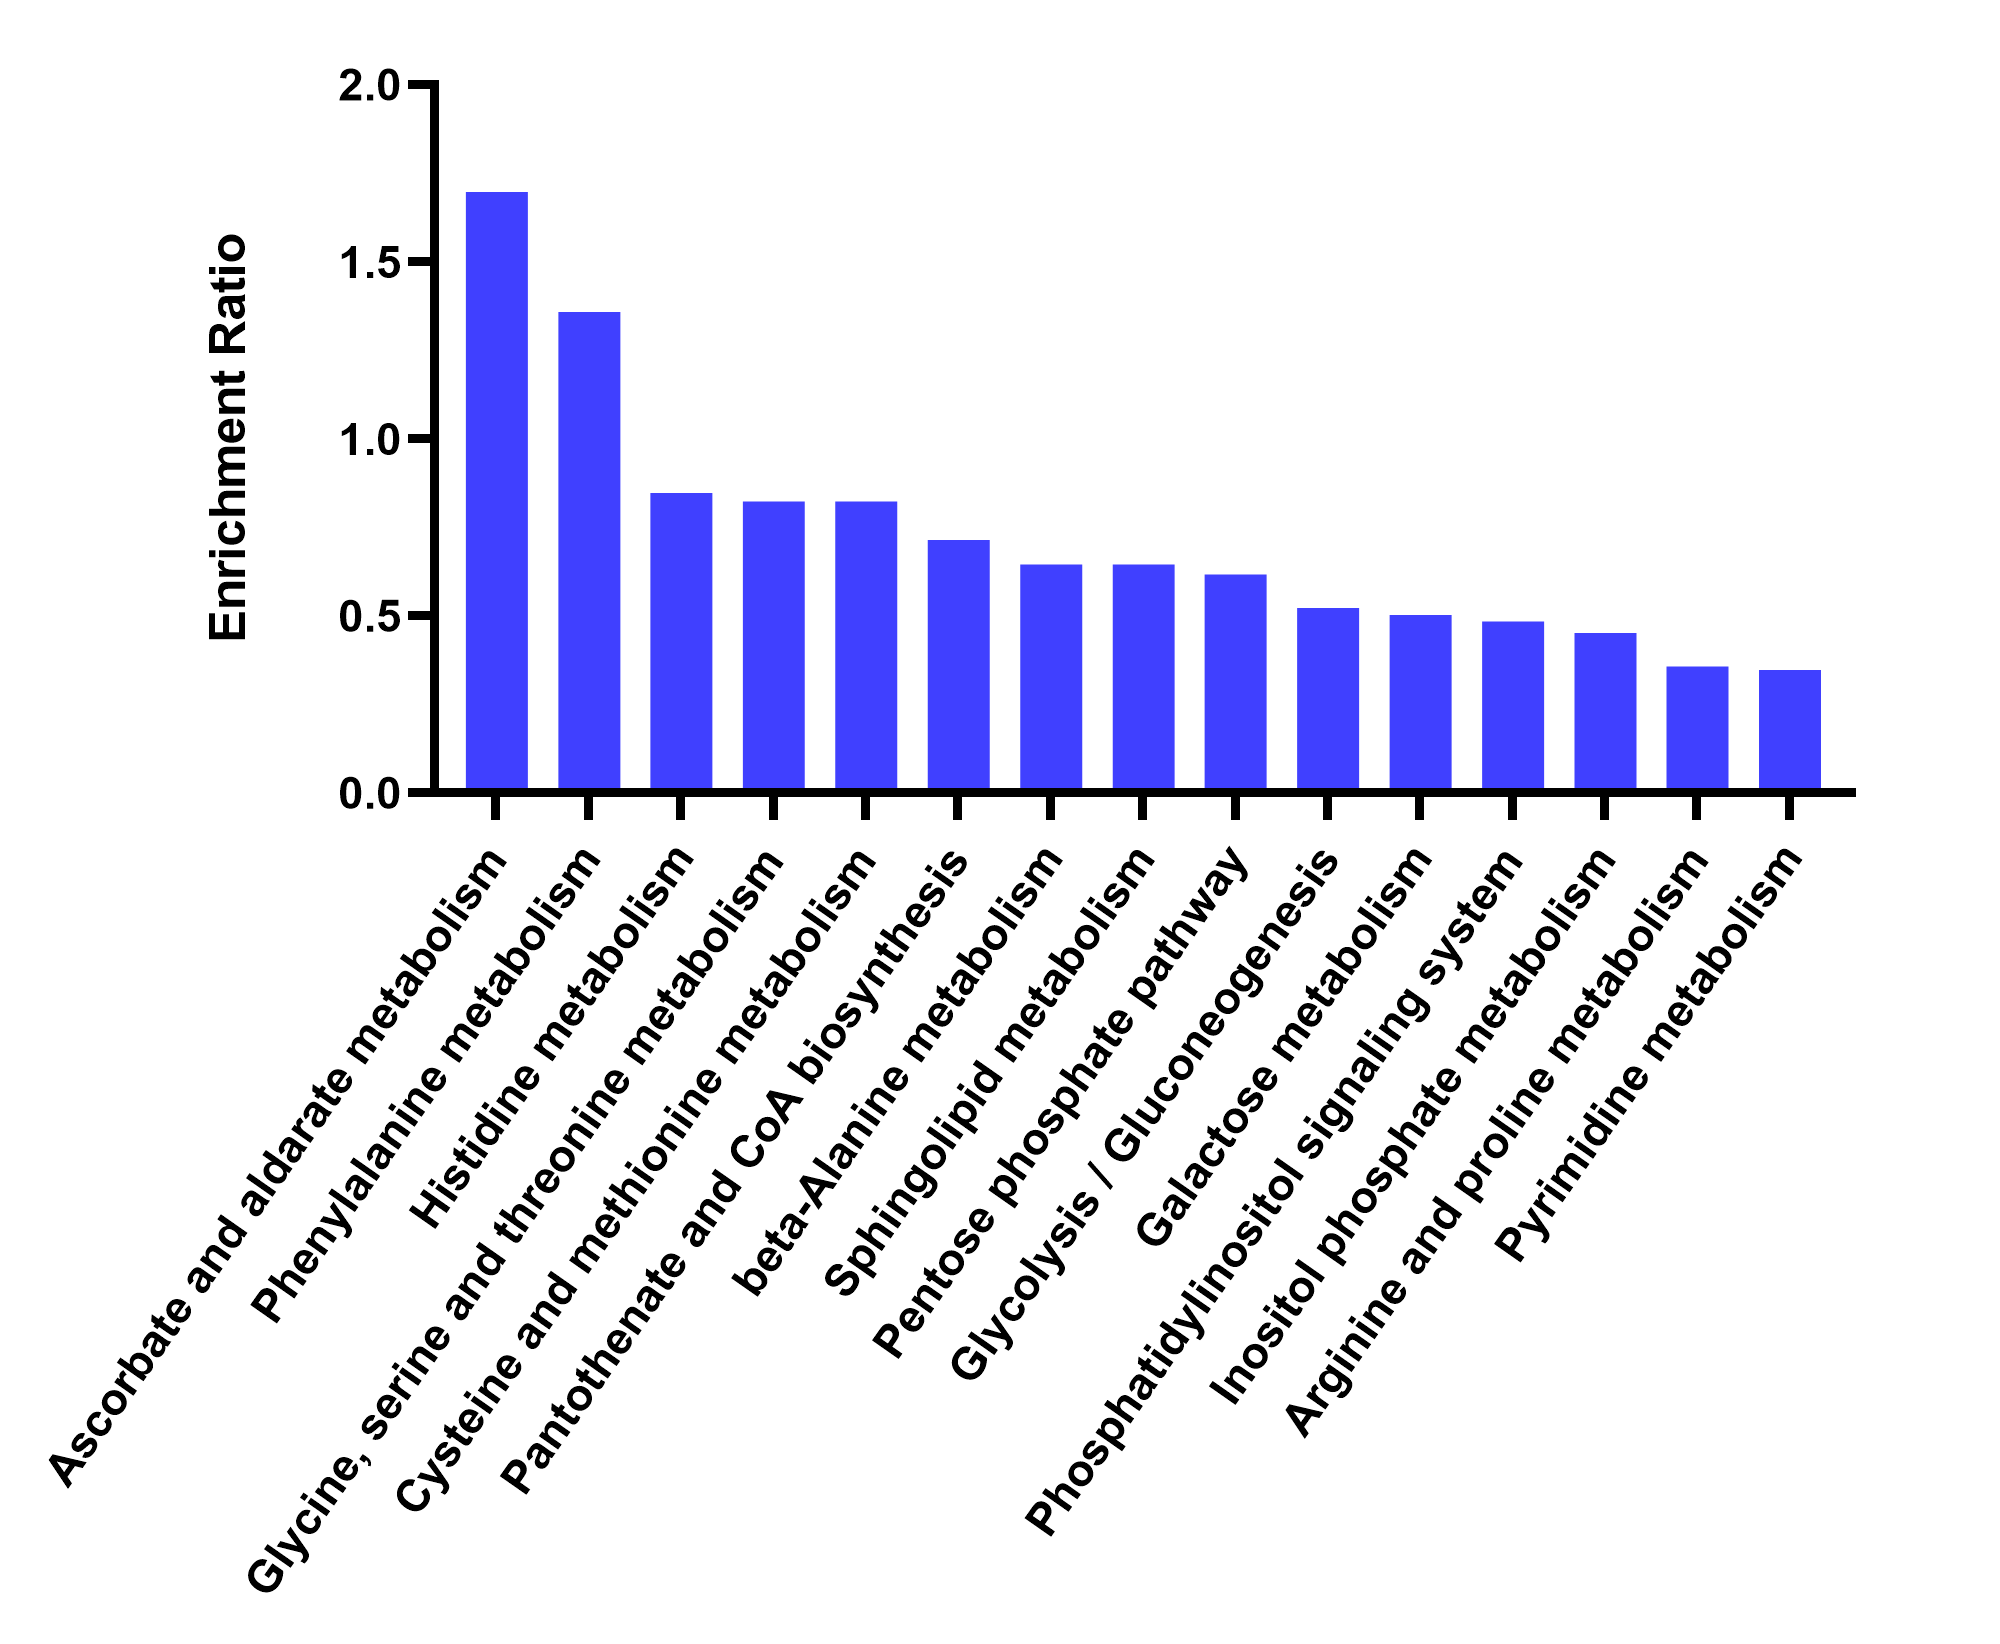 Enrichment Ratio
2.0
1.5
1.0
0.5
0.0
Ascorbate and aldarate metabolism
Phenylalanine metabolism
Histidine metabolism
Glycine, serine and threonine metabolism
Cysteine and methionine metabolism
Pantothenate and CoA biosynthesis
beta-Alanine metabolism
Sphingolipid metabolism
Pentose phosphate pathway
Glycolysis / Gluconeogenesis
Galactose metabolism
Phosphatidylinositol signaling system
Inositol phosphate metabolism
Arginine and proline metabolism
Pyrimidine metabolism